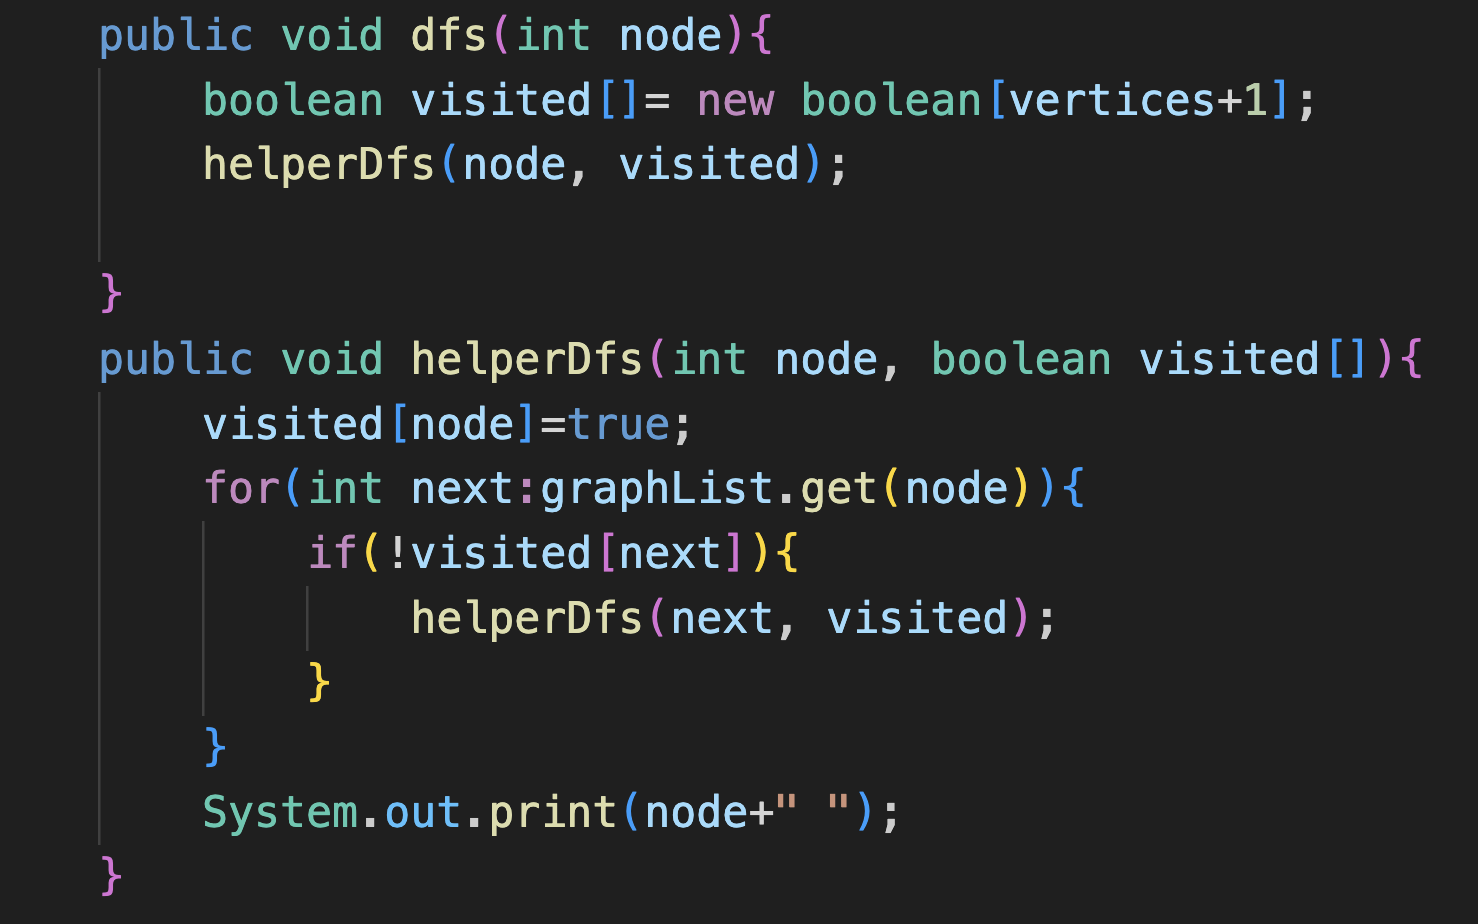 public void dfs(int node){
boolean visited[]= new boolean[vertices+1];
helperDfs(node, visited);
}
public void helperDfs(int node, boolean visited[]){
visited[node]=true;
for(int next:graphList.get(node)){
if(!visited[next]){
helperDfs(next, visited);
}
}
System.out.print(node+" ");
}